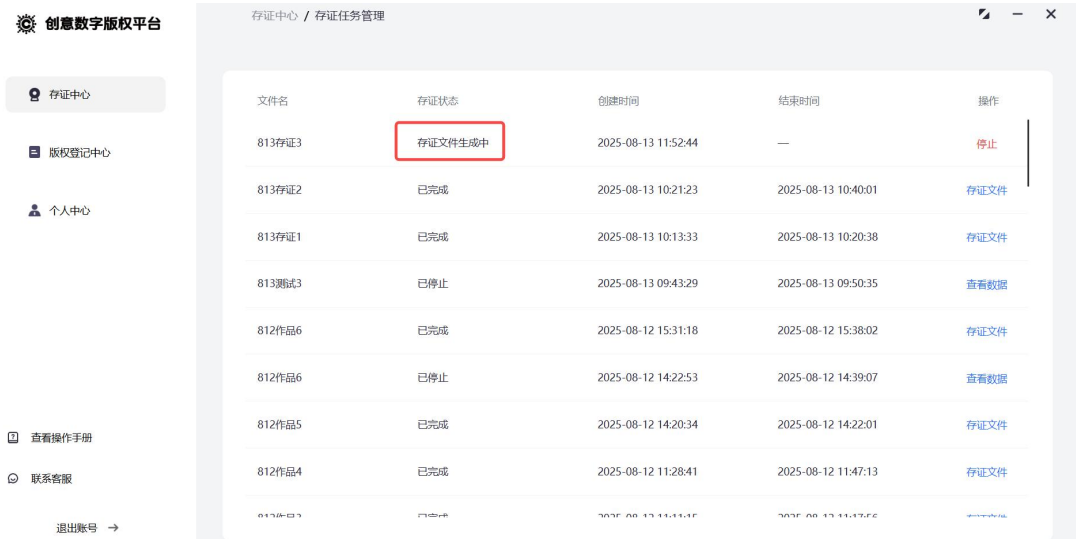 创意数字版权平台
存证中心 / 存证任务管理
存证中心
版权登记中心
个人中心
查看操作手册
联系客服
退出账号 →
文件名 存证状态 创建时间 结束时间 操作
813存证3 存证文件生成中 2025-08-13 11:52:44 — 停止
813存证2 已完成 2025-08-13 10:21:23 2025-08-13 10:40:01 存证文件
813存证1 已完成 2025-08-13 10:13:33 2025-08-13 10:20:38 存证文件
813测试3 已停止 2025-08-13 09:43:29 2025-08-13 09:50:35 查看数据
812作品6 已完成 2025-08-12 15:31:18 2025-08-12 15:38:02 存证文件
812作品6 已停止 2025-08-12 14:22:53 2025-08-12 14:39:07 查看数据
812作品5 已完成 2025-08-12 14:20:34 2025-08-12 14:22:01 存证文件
812作品4 已完成 2025-08-12 11:28:41 2025-08-12 11:47:13 存证文件